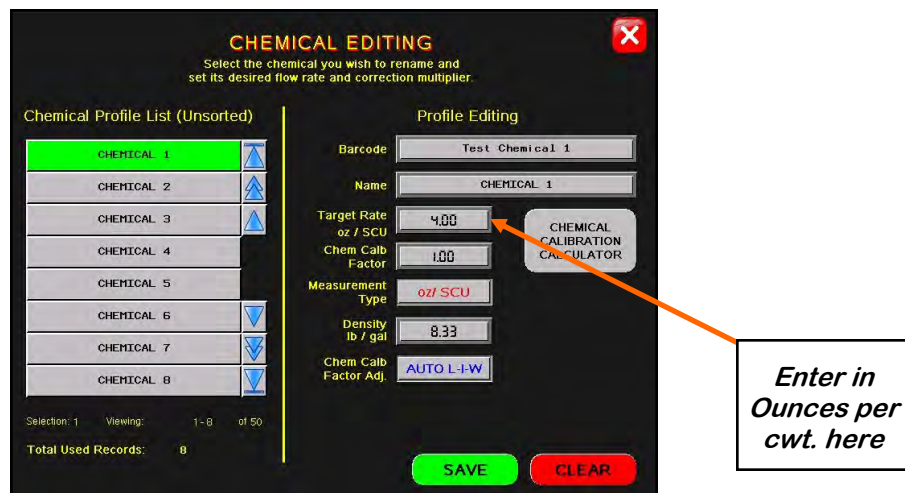 CHEMICAL EDITING
Select the chemical you wish to rename and
set its desired flow rate and correction multiplier.
Chemical Profile List (Unsorted)
CHEMICAL 1
CHEMICAL 2
CHEMICAL 3
CHEMICAL 4
CHEMICAL 5
CHEMICAL 6
CHEMICAL 7
CHEMICAL 8
Selection: 1 Viewing: 1 - 8 of 50
Total Used Records: 8
Profile Editing
Barcode Test Chemical 1
Name CHEMICAL 1
Target Rate
oz / SCU 4.00
Chem Calb
Factor 1.00
Measurement
Type oz/ SCU
Density
lb / gal 8.33
Chem Calb
Factor Adj. AUTO L-I-W
CHEMICAL
CALIBRATION
CALCULATOR
SAVE CLEAR
Enter in
Ounces per
cwt. here